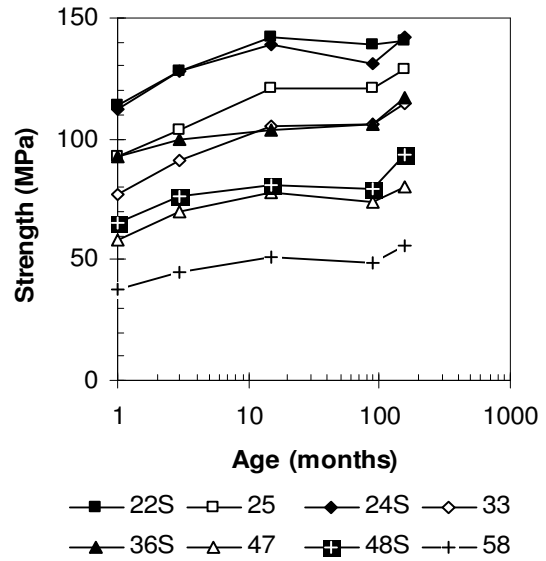 150
100
50
0
Strength (MPa)
1 10 100 1000
Age (months)
22S 25 24S 33
36S 47 48S 58